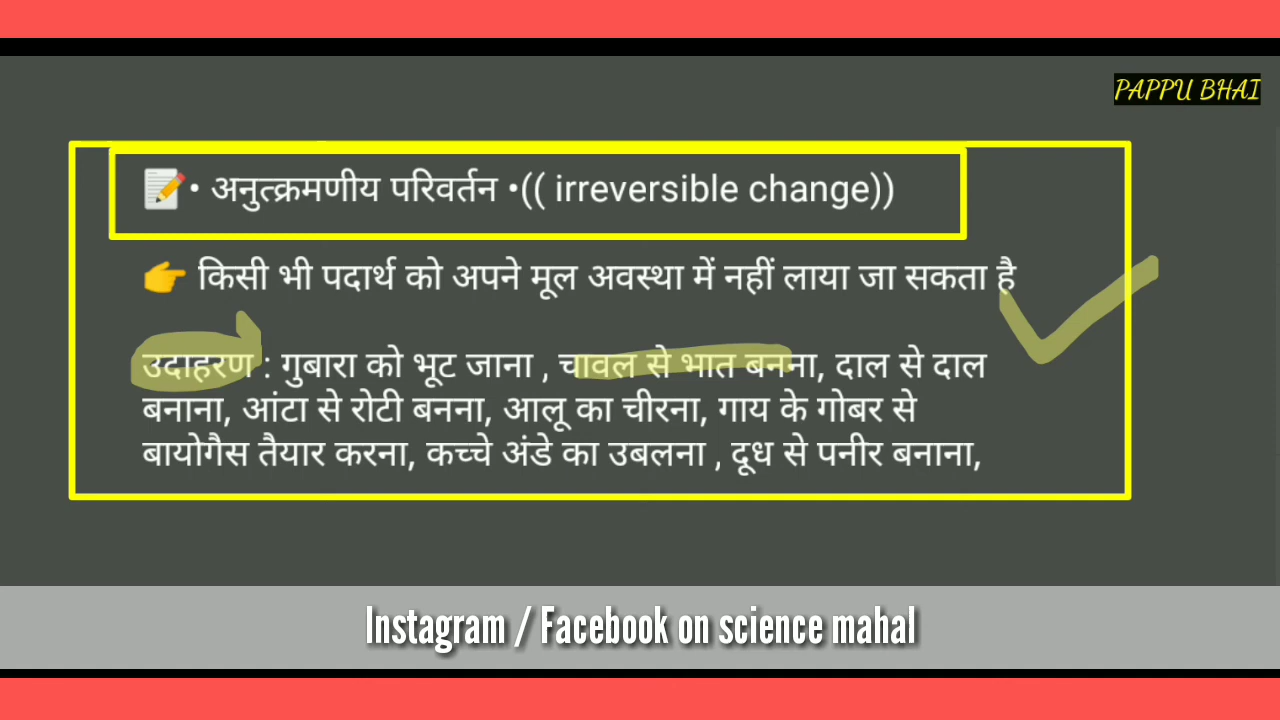 PAPPU BHAI
📝• अनुत्क्रमणीय परिवर्तन •(( irreversible change))
👉 किसी भी पदार्थ को अपने मूल अवस्था में नहीं लाया जा सकता है
उदाहरण : गुबारा को भूट जाना , चावल से भात बनना, दाल से दाल
बनाना, आंटा से रोटी बनना, आलू का चीरना, गाय के गोबर से
बायोगैस तैयार करना, कच्चे अंडे का उबलना , दूध से पनीर बनाना,
Instagram / Facebook on science mahal